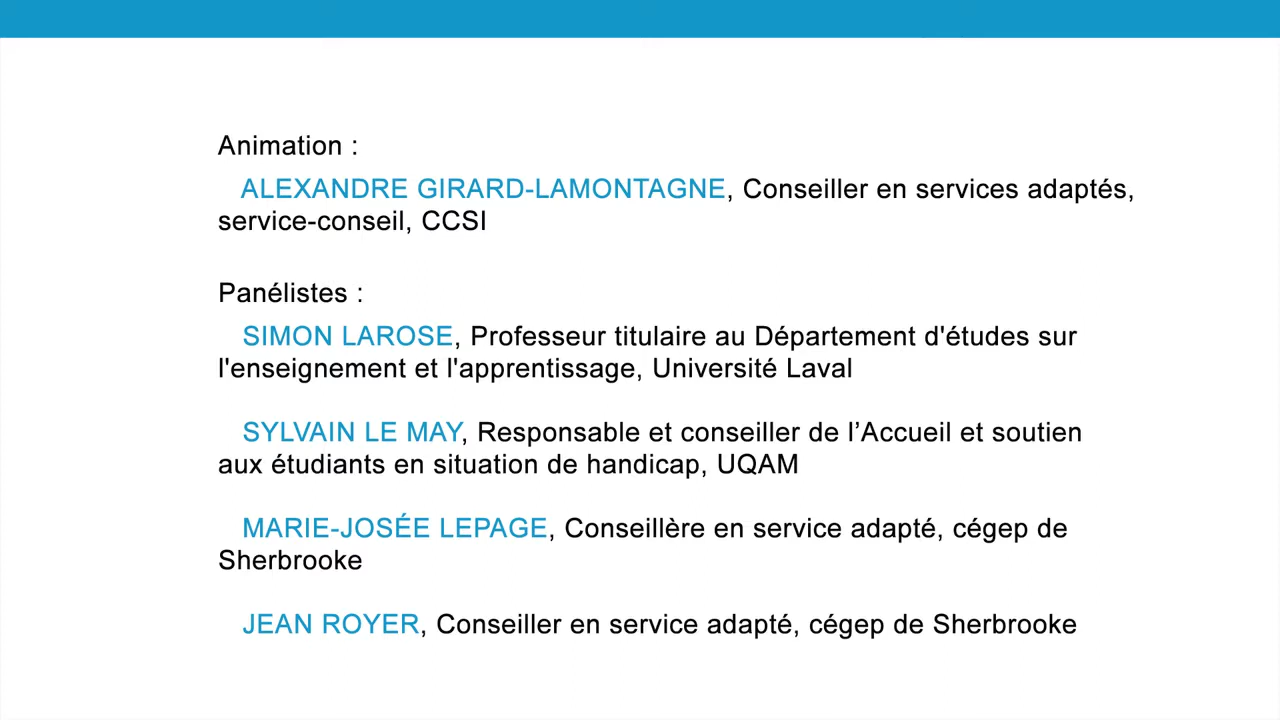 Animation :
ALEXANDRE GIRARD-LAMONTAGNE, Conseiller en services adaptés,
service-conseil, CCSI
Panélistes :
SIMON LAROSE, Professeur titulaire au Département d'études sur
l'enseignement et l'apprentissage, Université Laval
SYLVAIN LE MAY, Responsable et conseiller de l’Accueil et soutien
aux étudiants en situation de handicap, UQAM
MARIE-JOSÉE LEPAGE, Conseillère en service adapté, cégep de
Sherbrooke
JEAN ROYER, Conseiller en service adapté, cégep de Sherbrooke